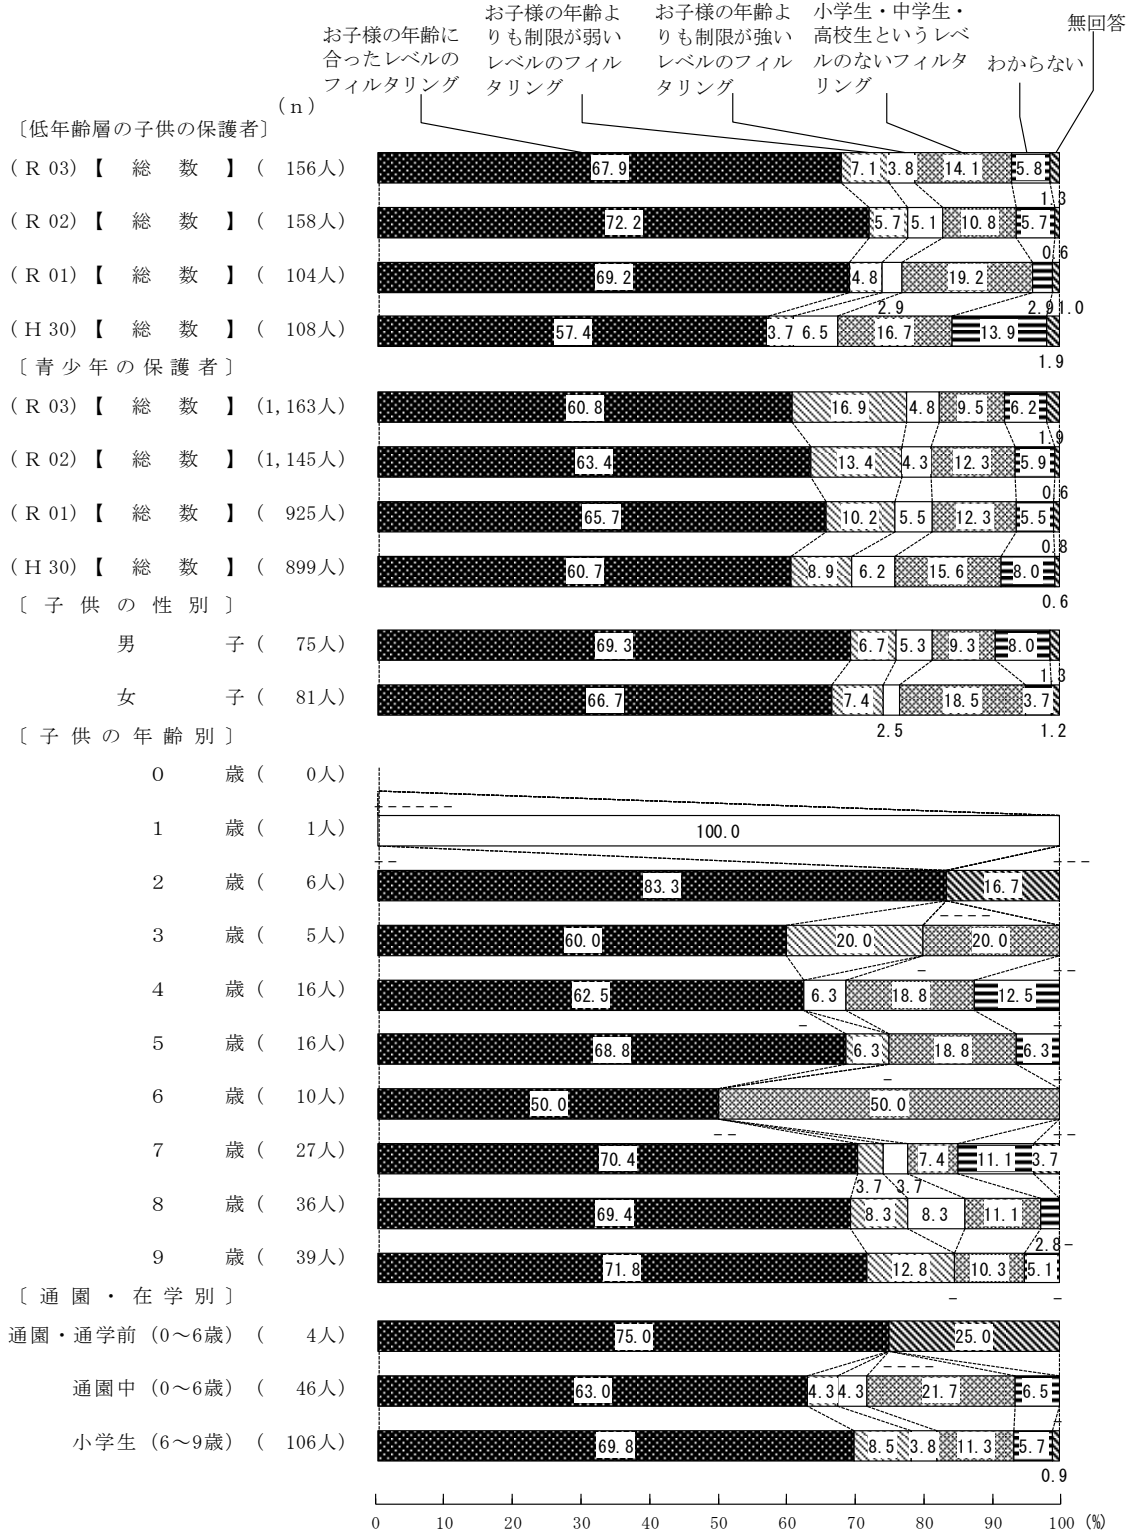 お子様の年齢に
合ったレベルの
フィルタリング
お子様の年齢よ
りも制限が弱い
レベルのフィル
タリング
お子様の年齢よ
りも制限が強い
レベルのフィル
タリング
小学生・中学生・
高校生というレベ
ルのないフィルタ
リング
わからない
無回答
(n)
〔低年齢層の子供の保護者〕
(R 03)【 総 数 】( 156人) 67.9 7.1 3.8 14.1 5.8
1.3
(R 02)【 総 数 】( 158人) 72.2 5.7 5.1 10.8 5.7
0.6
(R 01)【 総 数 】( 104人) 69.2 4.8 19.2
2.9 2.9 1.0
(H 30)【 総 数 】( 108人) 57.4 3.7 6.5 16.7 13.9
1.9
〔青少年の保護者〕
(R 03)【 総 数 】(1,163人) 60.8 16.9 4.8 9.5 6.2
1.9
(R 02)【 総 数 】(1,145人) 63.4 13.4 4.3 12.3 5.9
0.6
(R 01)【 総 数 】( 925人) 65.7 10.2 5.5 12.3 5.5
0.8
(H 30)【 総 数 】( 899人) 60.7 8.9 6.2 15.6 8.0
0.6
〔子供の性別〕
男 子( 75人) 69.3 6.7 5.3 9.3 8.0
1.3
女 子( 81人) 66.7 7.4 18.5 3.7
2.5 1.2
〔子供の年齢別〕
0 歳( 0人)
- - - - - -
1 歳( 1人) 100.0
- - - - -
2 歳( 6人) 83.3 16.7
- - - -
3 歳( 5人) 60.0 20.0 20.0
- - -
4 歳( 16人) 62.5 6.3 18.8 12.5
- -
5 歳( 16人) 68.8 6.3 18.8 6.3
- -
6 歳( 10人) 50.0 50.0
- - - -
7 歳( 27人) 70.4 7.4 11.1 3.7
3.7 3.7
8 歳( 36人) 69.4 8.3 8.3 11.1
2.8 -
9 歳( 39人) 71.8 12.8 10.3 5.1
- -
〔通園・在学別〕
通園・通学前 (0～6歳) ( 4人) 75.0 25.0
- - - -
通園中 (0～6歳) ( 46人) 63.0 4.3 4.3 21.7 6.5
-
小学生 (6～9歳) ( 106人) 69.8 8.5 3.8 11.3 5.7
0.9
0 10 20 30 40 50 60 70 80 90 100 (%)